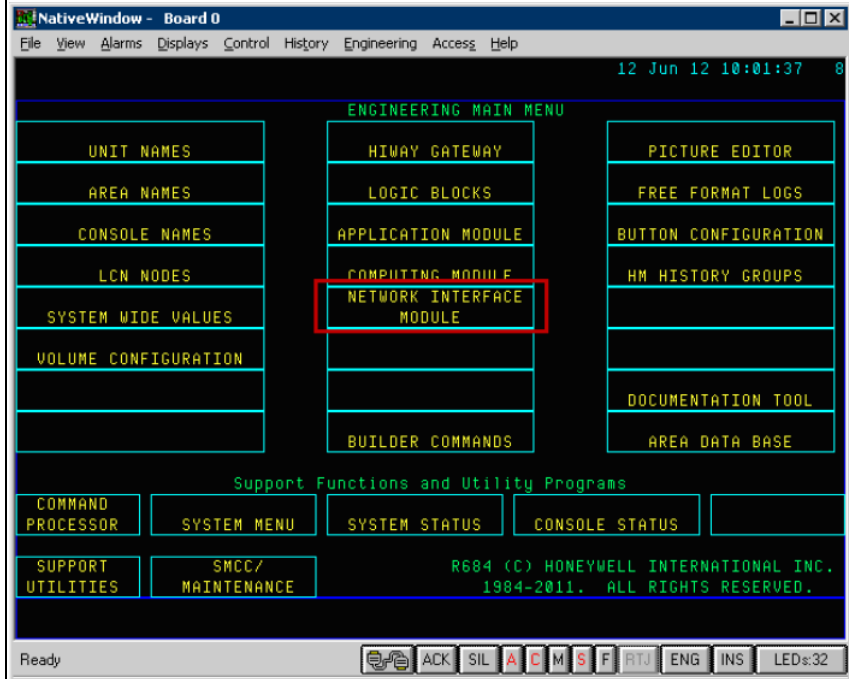 NativeWindow - Board 0
File View Alarms Displays Control History Engineering Access Help
12 Jun 12 10:01:37 8
ENGINEERING MAIN MENU
UNIT NAMES HIWAY GATEWAY PICTURE EDITOR
AREA NAMES LOGIC BLOCKS FREE FORMAT LOGS
CONSOLE NAMES APPLICATION MODULE BUTTON CONFIGURATION
LCN NODES COMPUTING MODULE HM HISTORY GROUPS
NETWORK INTERFACE
SYSTEM WIDE VALUES MODULE
VOLUME CONFIGURATION
DOCUMENTATION TOOL
BUILDER COMMANDS AREA DATA BASE
Support Functions and Utility Programs
COMMAND
PROCESSOR SYSTEM MENU SYSTEM STATUS CONSOLE STATUS
SUPPORT SMCC/ R684 (C) HONEYWELL INTERNATIONAL INC.
UTILITIES MAINTENANCE 1984-2011. ALL RIGHTS RESERVED.
Ready ACK SIL A C M S F RTJ ENG INS LEDs:32